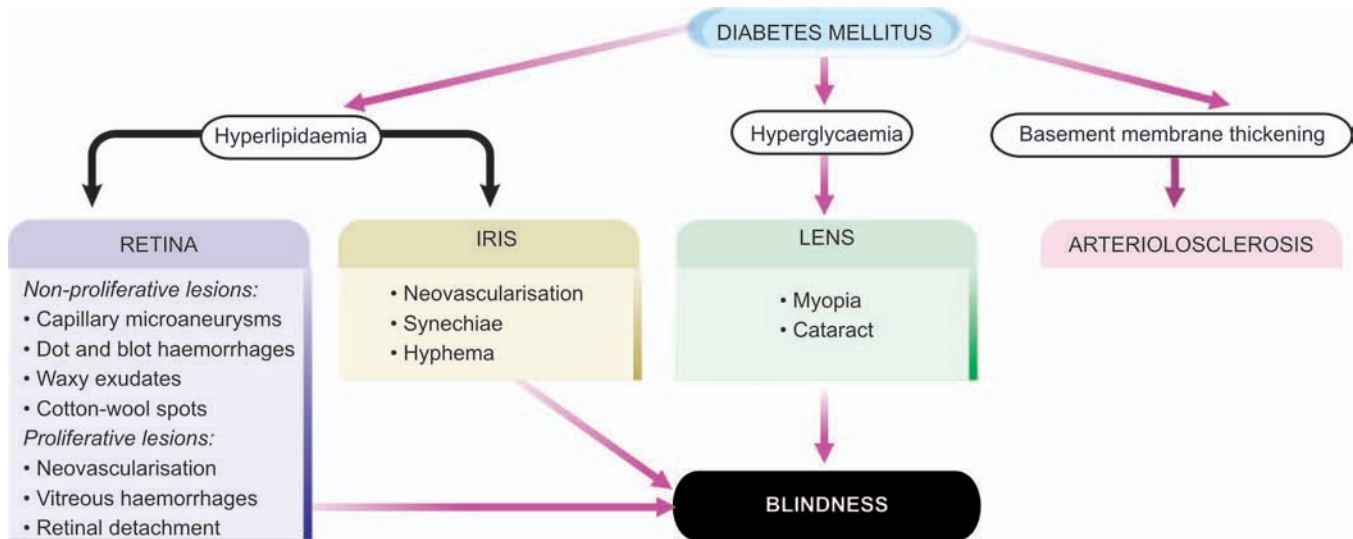 DIABETES MELLITUS
Hyperlipidaemia
Hyperglycaemia
Basement membrane thickening
RETINA
Non-proliferative lesions:
• Capillary microaneurysms
• Dot and blot haemorrhages
• Waxy exudates
• Cotton-wool spots
Proliferative lesions:
• Neovascularisation
• Vitreous haemorrhages
• Retinal detachment
IRIS
• Neovascularisation
• Synechiae
• Hyphema
LENS
• Myopia
• Cataract
ARTERIOLOSCLEROSIS
BLINDNESS